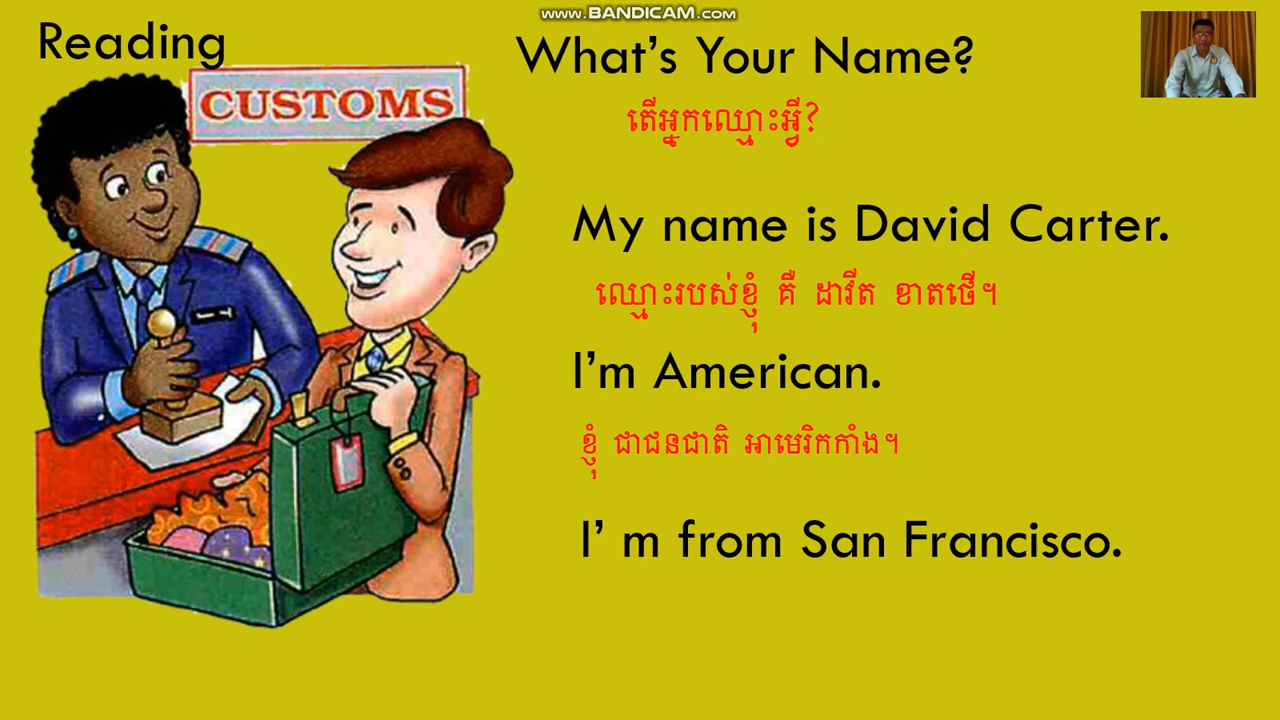 www.BANDICAM.com
Reading
What's Your Name?
CUSTOMS
តើអ្នកឈ្មោះអ្វី?
My name is David Carter.
ឈ្មោះរបស់ខ្ញុំ គឺ ដាវីត ខាតថើ។
I'm American.
ខ្ញុំ ជាជនជាតិ អាមេរិកកាំង។
I' m from San Francisco.